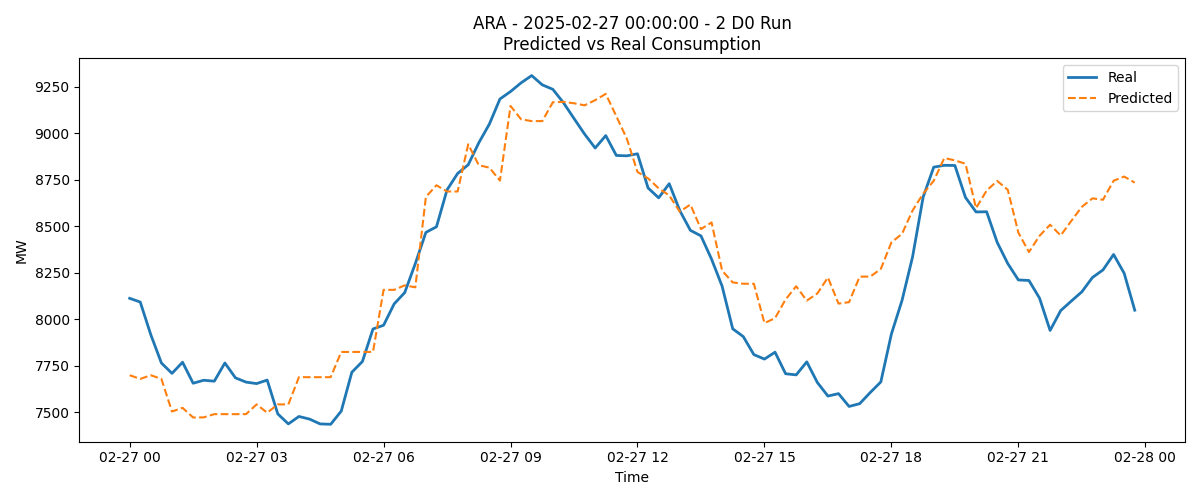 ARA - 2025-02-27 00:00:00 - 2 D0 Run
Predicted vs Real Consumption
Real
Predicted
9250
9000
8750
8500
8250
8000
7750
7500
MW
02-27 00 02-27 03 02-27 06 02-27 09 02-27 12 02-27 15 02-27 18 02-27 21 02-28 00
Time